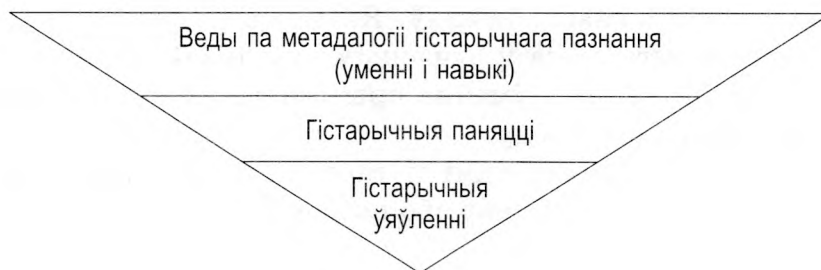 Веды па метадалогіі гістарычнага пазнання
(уменні і навыкі)
Гістарычныя паняцці
Гістарычныя
ўяўленні